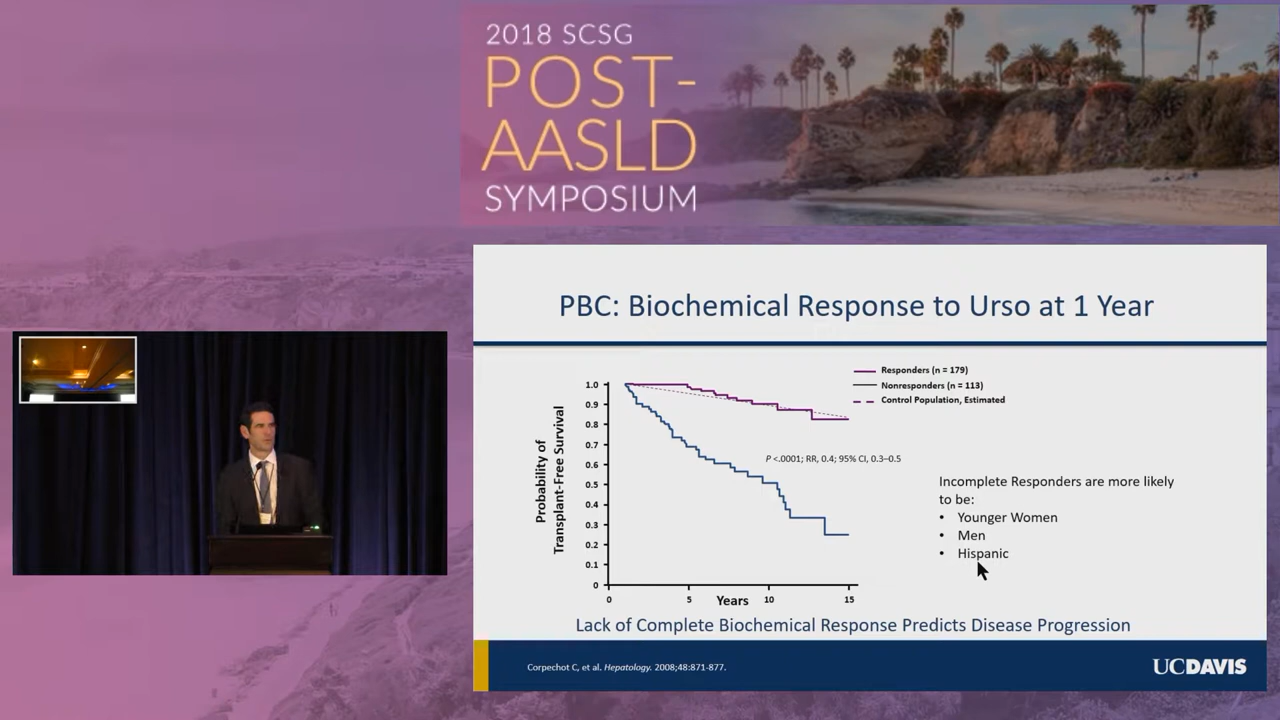 2018 SCSG
POST-
AASLD
SYMPOSIUM
PBC: Biochemical Response to Urso at 1 Year
Responders (n = 179)
Nonresponders (n = 113)
Control Population, Estimated
Probability of
Transplant-Free Survival
1.0
0.9
0.8
0.7
0.6
0.5
0.4
0.3
0.2
0.1
0
0 5 10 15
Years
P <.0001; RR, 0.4; 95% CI, 0.3–0.5
Incomplete Responders are more likely
to be:
• Younger Women
• Men
• Hispanic
Lack of Complete Biochemical Response Predicts Disease Progression
Corpechot C, et al. Hepatology. 2008;48:871-877.
UCDAVIS